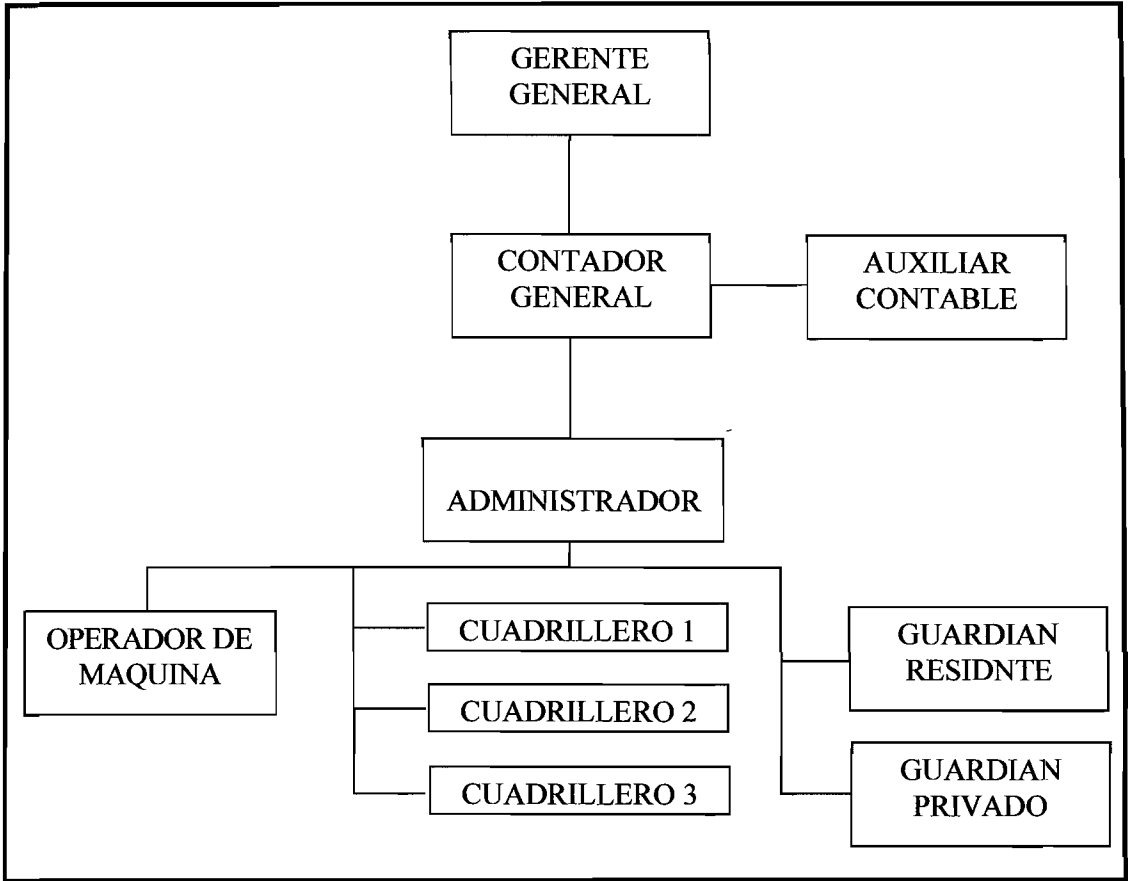 GERENTE
GENERAL
CONTADOR
GENERAL
AUXILIAR
CONTABLE
ADMINISTRADOR
OPERADOR DE
MAQUINA
CUADRILLERO 1
CUADRILLERO 2
CUADRILLERO 3
GUARDIAN
RESIDNTE
GUARDIAN
PRIVADO